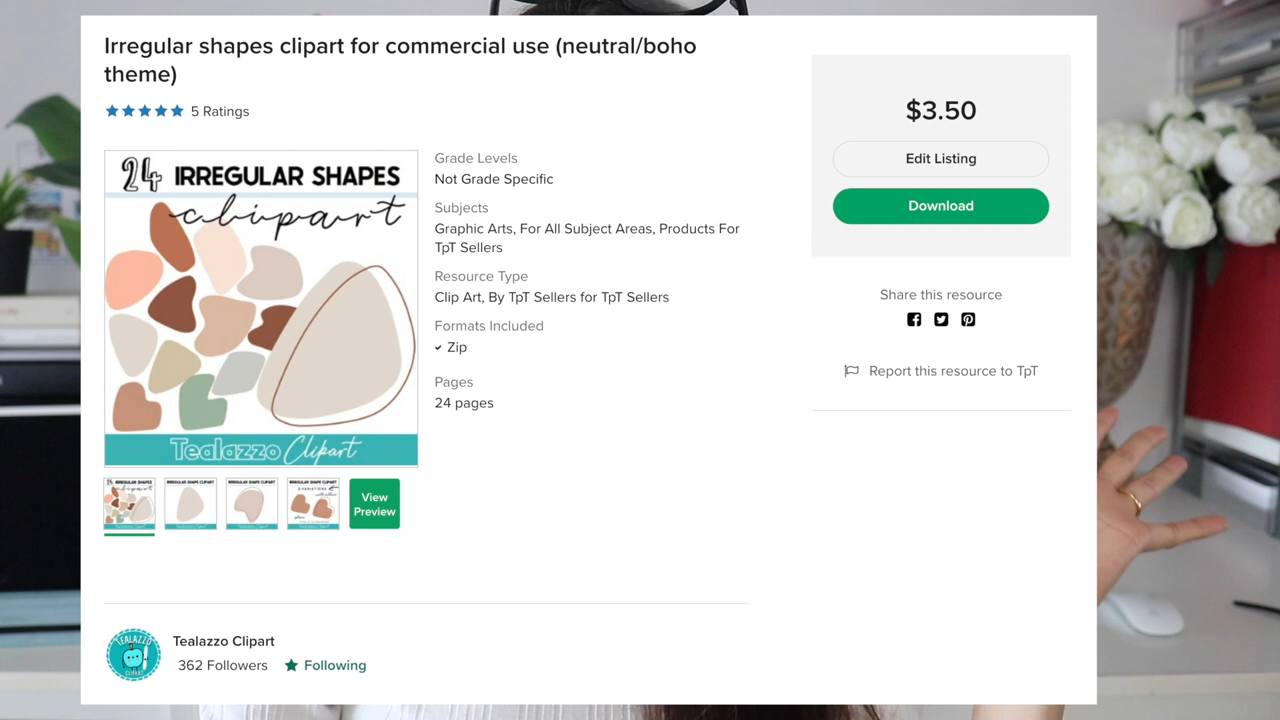 Irregular shapes clipart for commercial use (neutral/boho
theme)
5 Ratings
24 IRREGULAR SHAPES
clipart
Tealazzo Clipart
Grade Levels
Not Grade Specific
Subjects
Graphic Arts, For All Subject Areas, Products For
TpT Sellers
Resource Type
Clip Art, By TpT Sellers for TpT Sellers
Formats Included
Zip
Pages
24 pages
View
Preview
$3.50
Edit Listing
Download
Share this resource
Report this resource to TpT
Tealazzo Clipart
362 Followers
Following
TEALAZZO
CLIPART